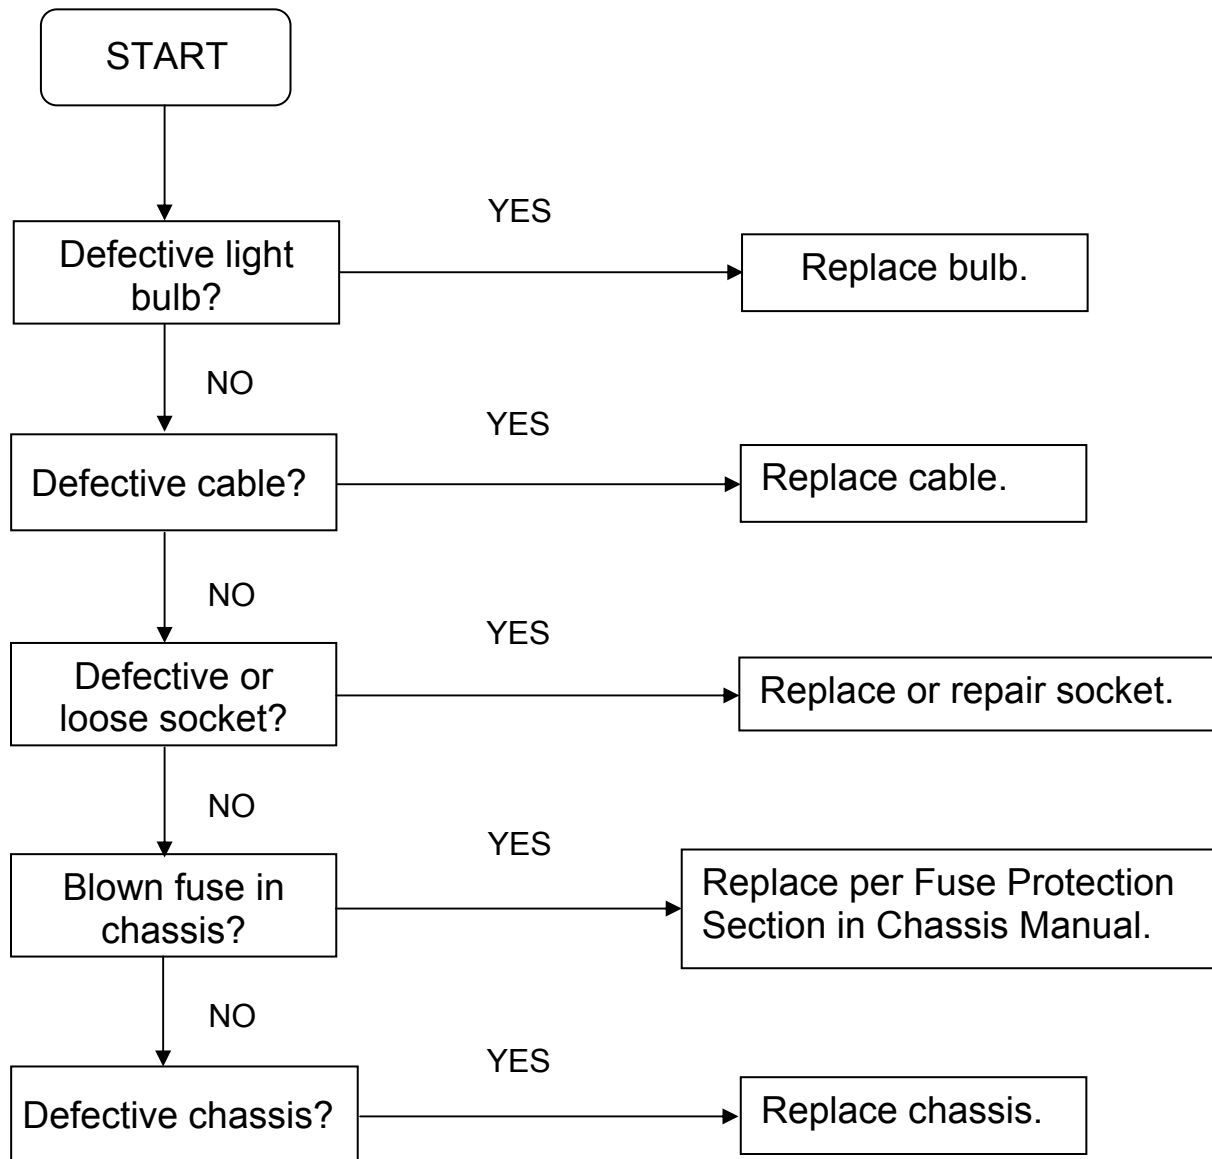 START
YES
Defective light
bulb?
Replace bulb.
NO
YES
Defective cable?
Replace cable.
NO
YES
Defective or
loose socket?
Replace or repair socket.
NO
YES
Blown fuse in
chassis?
Replace per Fuse Protection
Section in Chassis Manual.
NO
YES
Defective chassis?
Replace chassis.